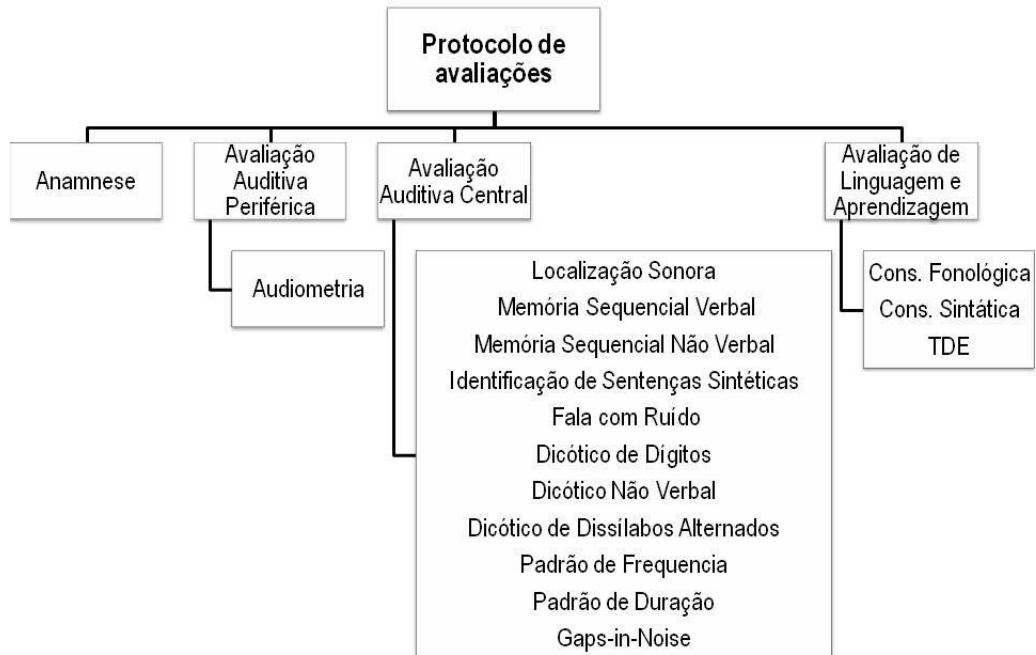 Protocolo de
avaliações
Anamnese
Avaliação
Auditiva
Periférica
Audiometria
Avaliação
Auditiva Central
Localização Sonora
Memória Sequencial Verbal
Memória Sequencial Não Verbal
Identificação de Sentenças Sintéticas
Fala com Ruído
Dicótico de Dígitos
Dicótico Não Verbal
Dicótico de Dissílabos Alternados
Padrão de Frequencia
Padrão de Duração
Gaps-in-Noise
Avaliação de
Linguagem e
Aprendizagem
Cons. Fonológica
Cons. Sintática
TDE